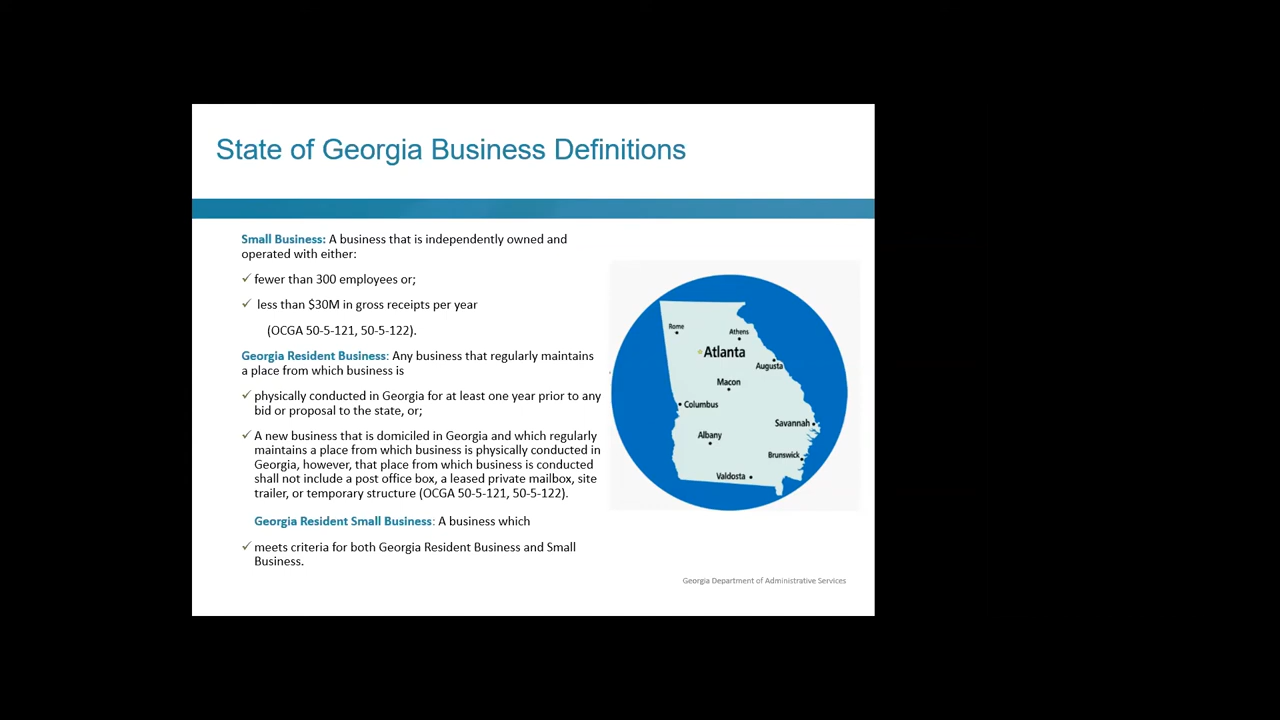 State of Georgia Business Definitions
Small Business: A business that is independently owned and
operated with either:
✓ fewer than 300 employees or;
✓ less than $30M in gross receipts per year
(OCGA 50-5-121, 50-5-122).
Georgia Resident Business: Any business that regularly maintains
a place from which business is
✓ physically conducted in Georgia for at least one year prior to any
bid or proposal to the state, or;
✓ A new business that is domiciled in Georgia and which regularly
maintains a place from which business is physically conducted in
Georgia, however, that place from which business is conducted
shall not include a post office box, a leased private mailbox, site
trailer, or temporary structure (OCGA 50-5-121, 50-5-122).
Georgia Resident Small Business: A business which
✓ meets criteria for both Georgia Resident Business and Small
Business.
Rome
Athens
Atlanta
Augusta
Macon
Columbus
Savannah
Albany
Brunswick
Valdosta
Georgia Department of Administrative Services